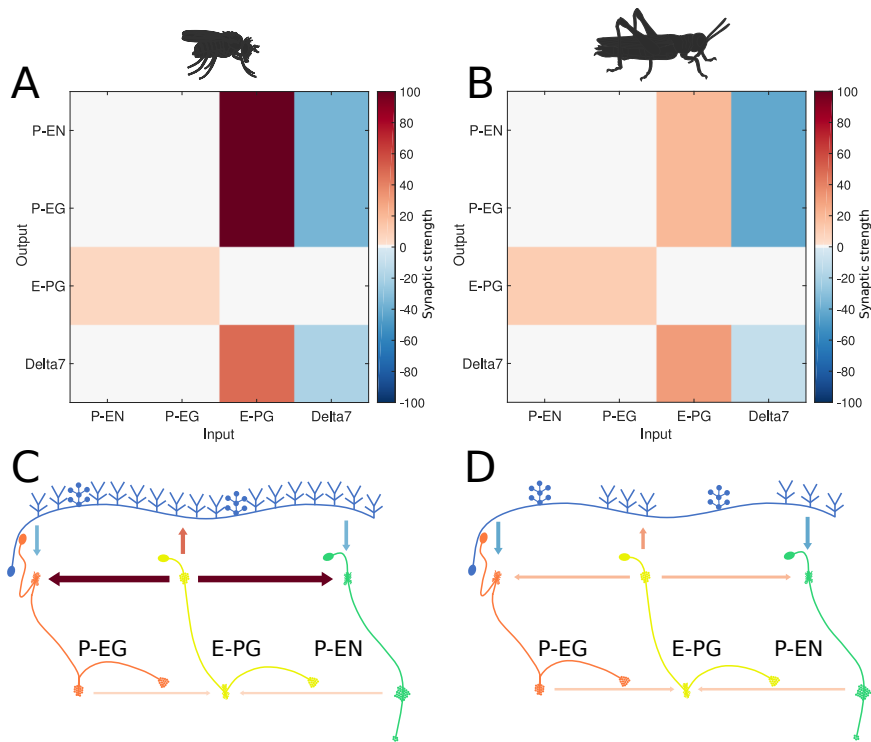 A
B
P-EN
P-EG
E-PG
Delta7
Output
P-EN
P-EG
E-PG
Delta7
Input
100
80
60
40
20
0
-20
-40
-60
-80
-100
Synaptic strength
P-EN
P-EG
E-PG
Delta7
Output
P-EN
P-EG
E-PG
Delta7
Input
100
80
60
40
20
0
-20
-40
-60
-80
-100
Synaptic strength
C
P-EG
E-PG
P-EN
D
P-EG
E-PG
P-EN